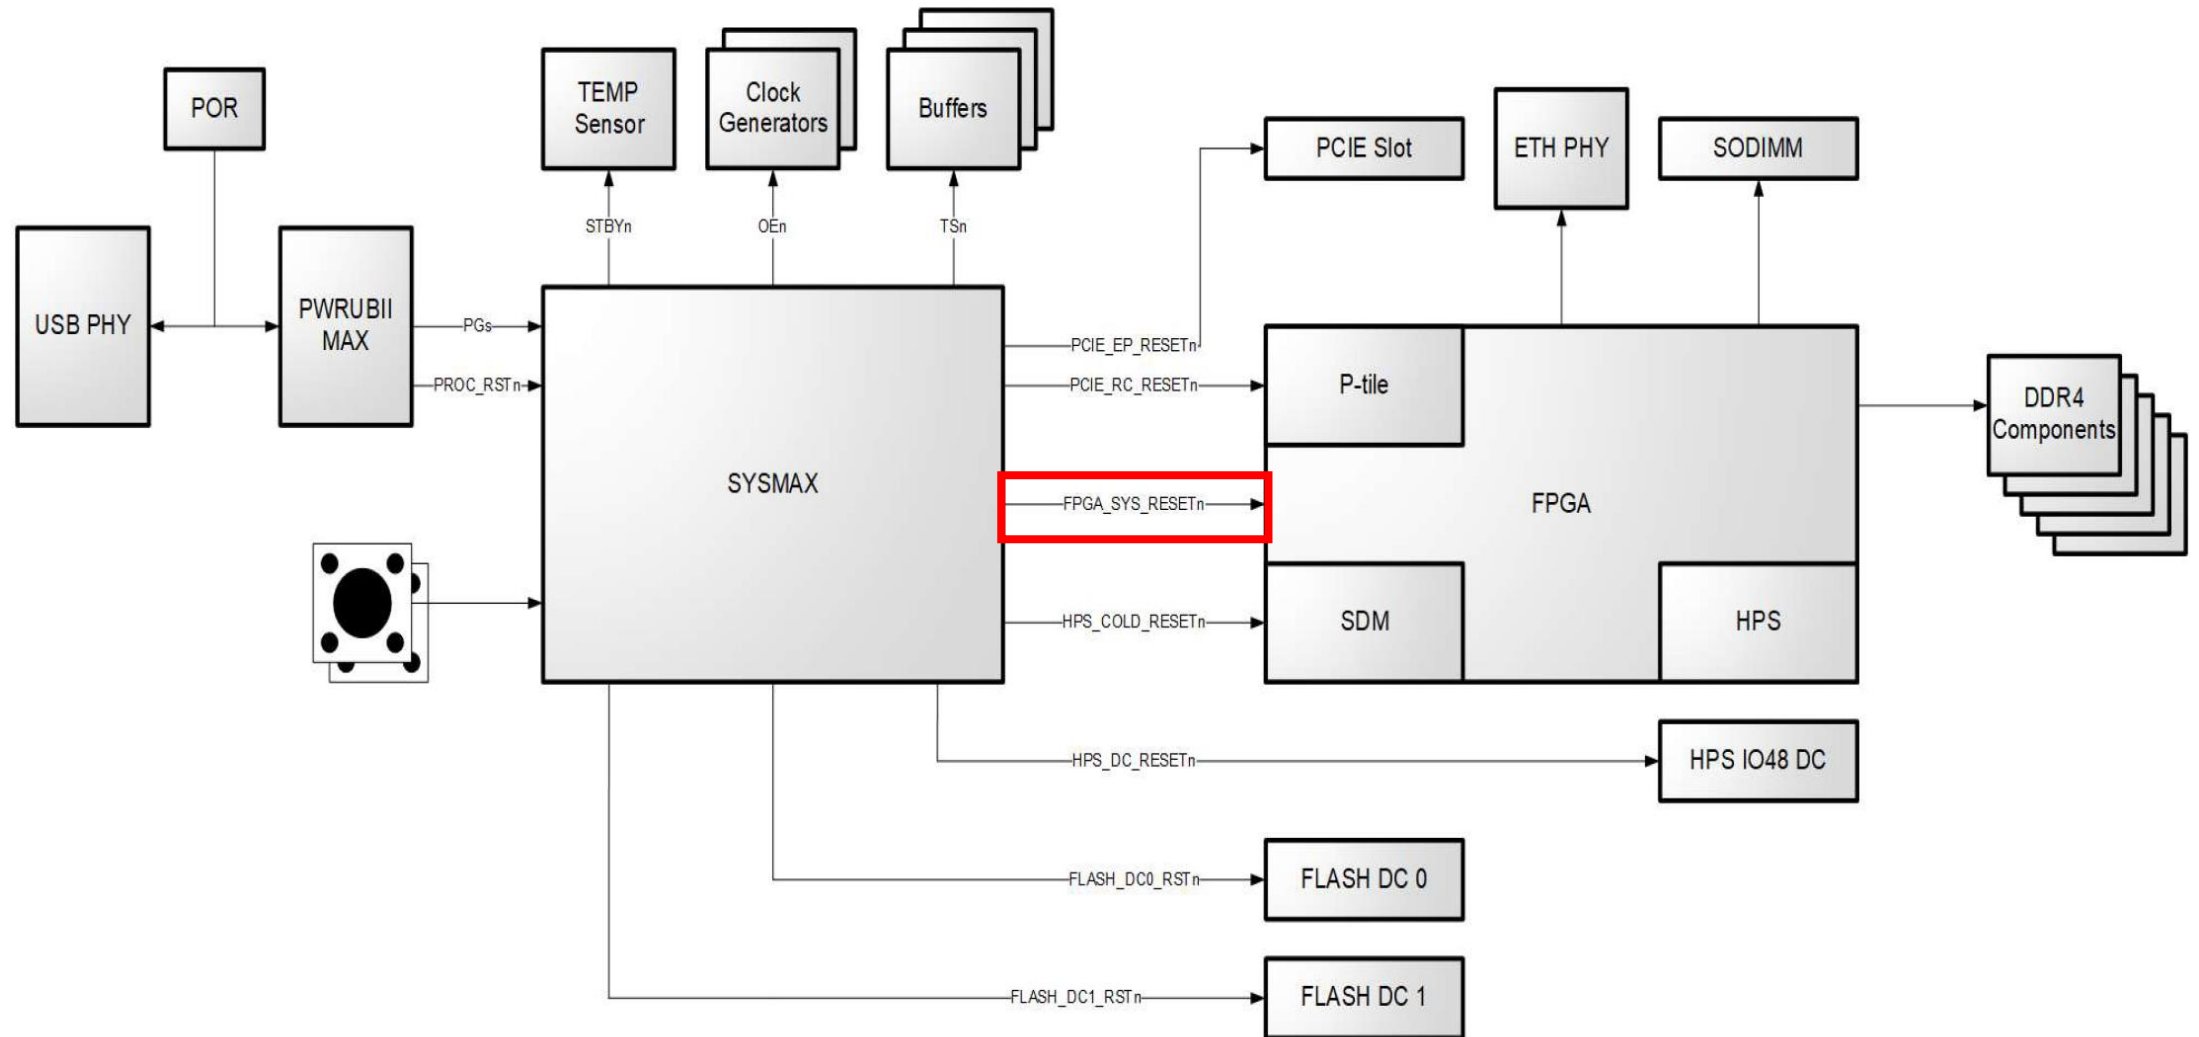 POR
TEMP
Sensor
Clock
Generators
Buffers
PCIE Slot
ETH PHY
SODIMM
STBYn
OEn
TSn
USB PHY
PWRUBII
MAX
PGs
PROC_RSTn
SYSMAX
PCIE_EP_RESETn
PCIE_RC_RESETn
P-tile
FPGA_SYS_RESETn
FPGA
DDR4
Components
HPS_COLD_RESETn
SDM
HPS
HPS_DC_RESETn
HPS IO48 DC
FLASH_DC0_RSTn
FLASH DC 0
FLASH_DC1_RSTn
FLASH DC 1